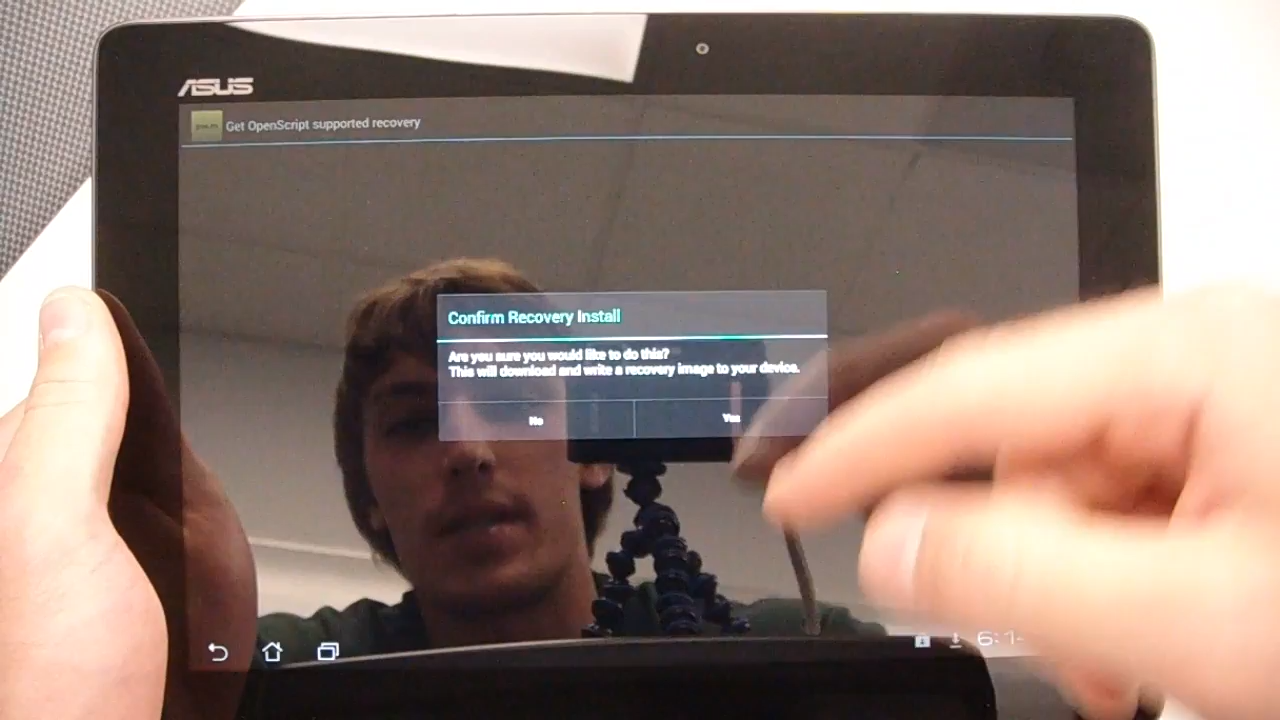 ASUS
Get OpenScript supported recovery
Confirm Recovery Install
Are you sure you would like to do this?
This will download and write a recovery image to your device.
No
Yes